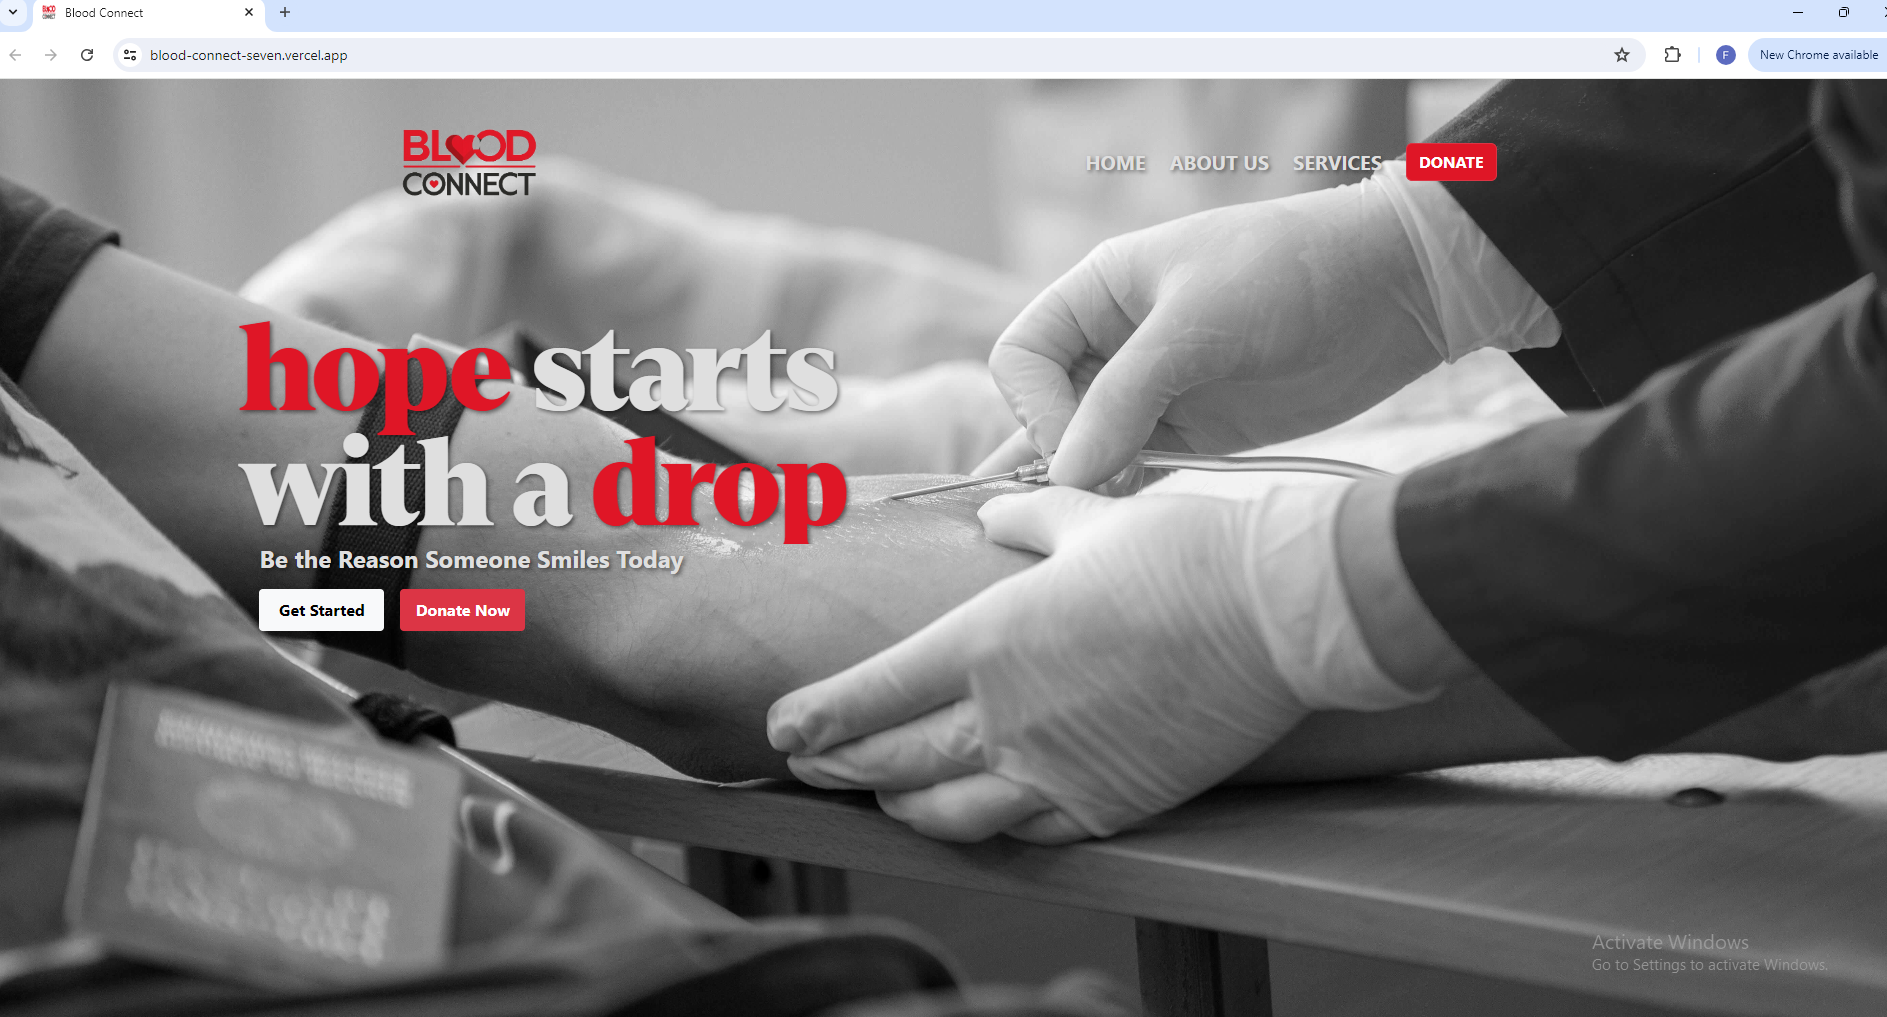 Blood Connect
blood-connect-seven.vercel.app
F
New Chrome available
BLOOD
CONNECT
HOME ABOUT US SERVICES DONATE
hope starts
with a drop
Be the Reason Someone Smiles Today
Get Started Donate Now
Activate Windows
Go to Settings to activate Windows.